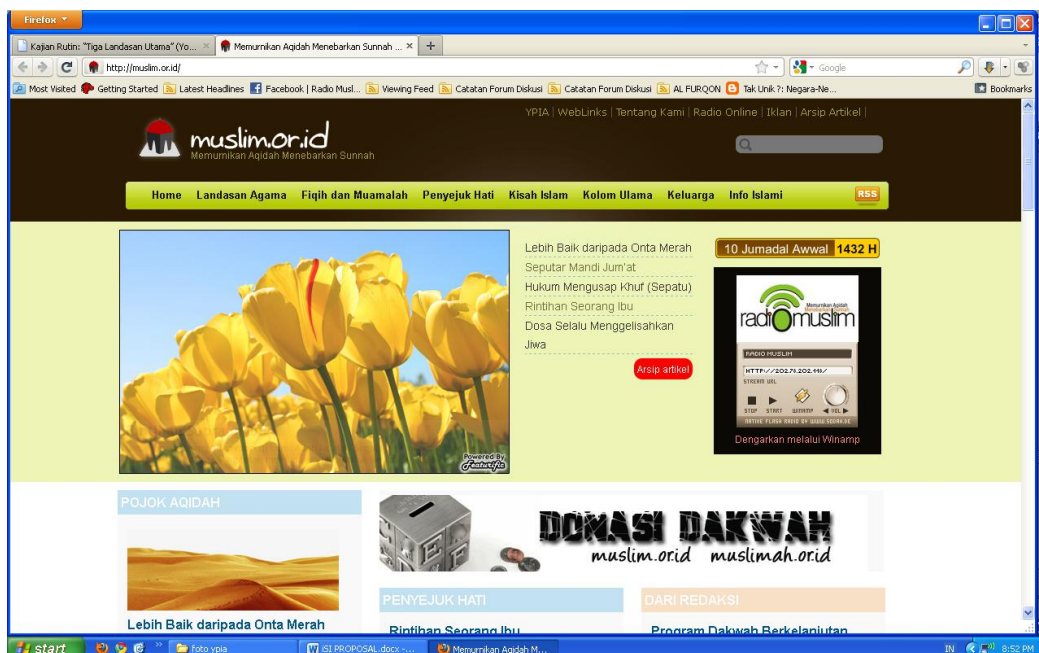 Firefox
Kajian Rutin: "Tiga Landasan Utama" (Yo...
Memurnikan Aqidah Menebarkan Sunnah ...
http://muslim.or.id/
Google
Most Visited Getting Started Latest Headlines Facebook | Radio Musl... Viewing Feed Catatan Forum Diskusi Catatan Forum Diskusi AL FURQON Tak Unik ?: Negara-Ne... Bookmarks
YPIA | WebLinks | Tentang Kami | Radio Online | Iklan | Arsip Artikel |
muslim.or.id
Memurnikan Aqidah Menebarkan Sunnah
Home Landasan Agama Fiqih dan Muamalah Penyejuk Hati Kisah Islam Kolom Ulama Keluarga Info Islami RSS
Lebih Baik daripada Onta Merah
Seputar Mandi Jum'at
Hukum Mengusap Khuf (Sepatu)
Rintihan Seorang Ibu
Dosa Selalu Menggelisahkan
Jiwa
Arsip artikel
Powered By
Featurific
10 Jumadal Awwal 1432 H
Memurnikan Aqidah
Menebarkan Sunnah
radiomuslim
RADIO MUSLIM
STREAM URL
STOP START WINAMP VOL
NATIVE FLASH RADIO BY
Dengarkan melalui Winamp
POJOK AQIDAH
Lebih Baik daripada Onta Merah
DONASI DAKWAH
muslim.or.id muslimah.or.id
PENYEJUK HATI
Rintihan Seorang Ibu
DARI REDAKSI
Program Dakwah Berkelanjutan
start
foto ypia
ISI PROPOSAL.docx -...
Memurnikan Aqidah M...
IN
8:52 PM